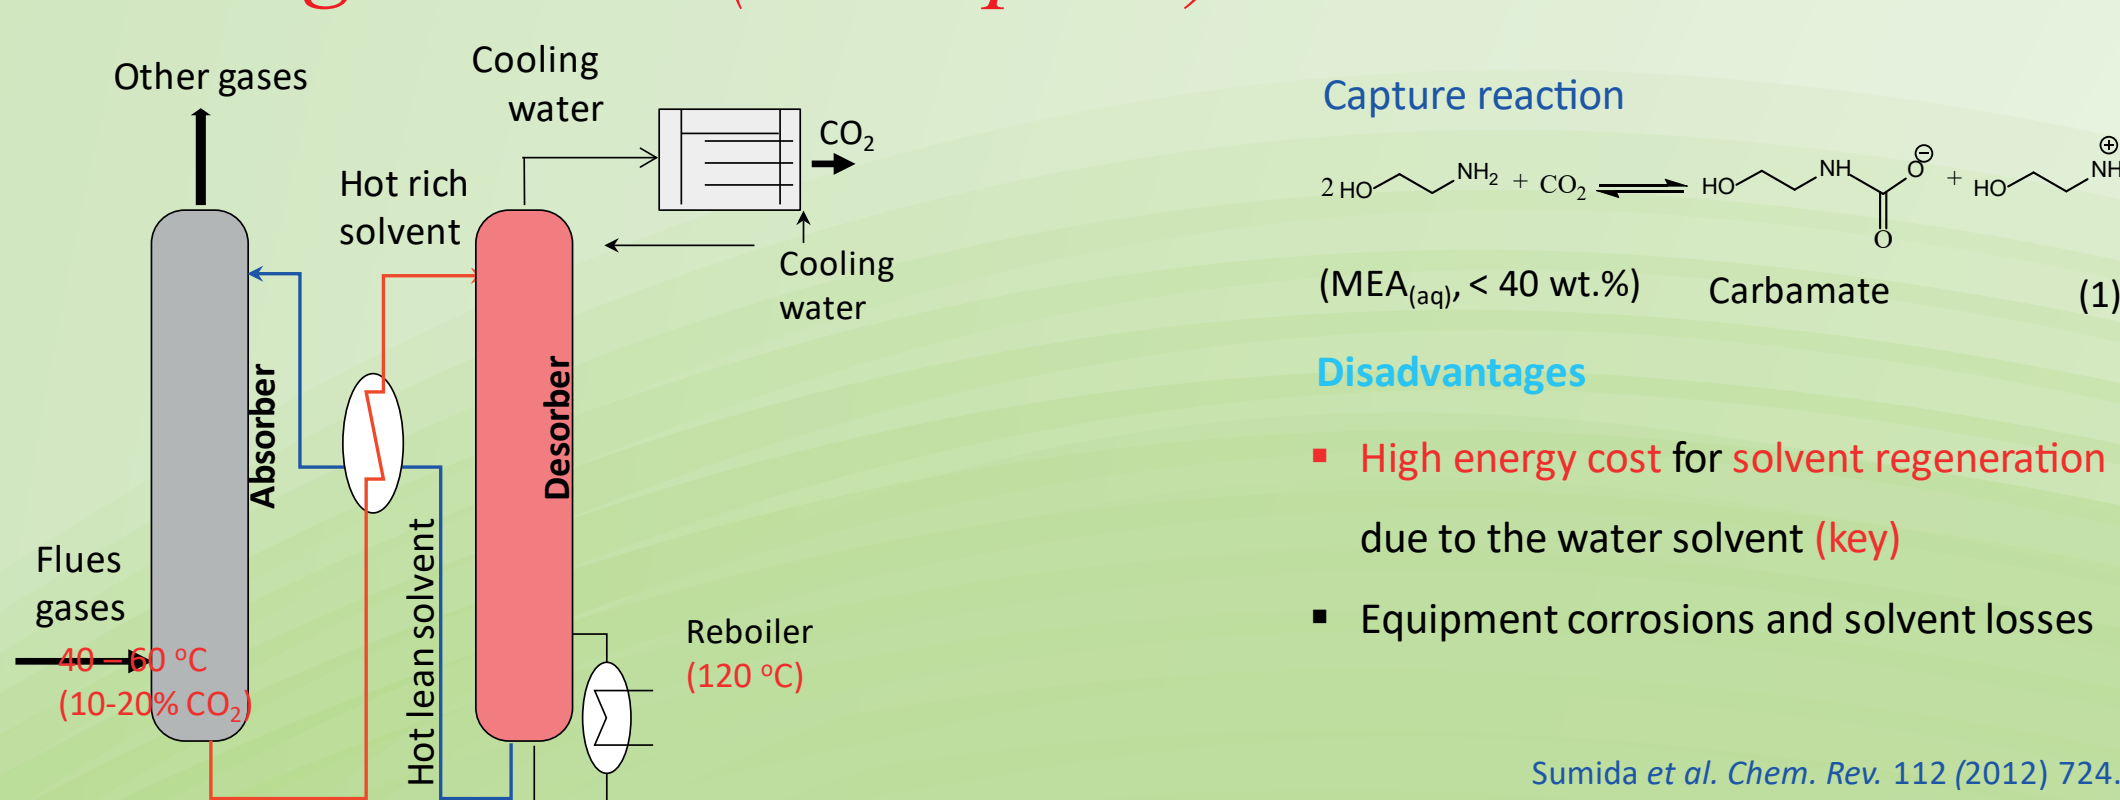 Other gases
Cooling
water
CO₂
Hot rich
solvent
Cooling
water
Absorber
Desorber
Flues
gases
40 – 60 °C
(10-20% CO₂)
Hot lean solvent
Reboiler
(120 °C)
Capture reaction
2 HO NH₂ + CO₂ ⇌ HO NH O⊖ O + HO NH ⊕
(MEA(aq), < 40 wt.%) Carbamate (1)
Disadvantages
▪ High energy cost for solvent regeneration
due to the water solvent (key)
▪ Equipment corrosions and solvent losses
Sumida et al. Chem. Rev. 112 (2012) 724.